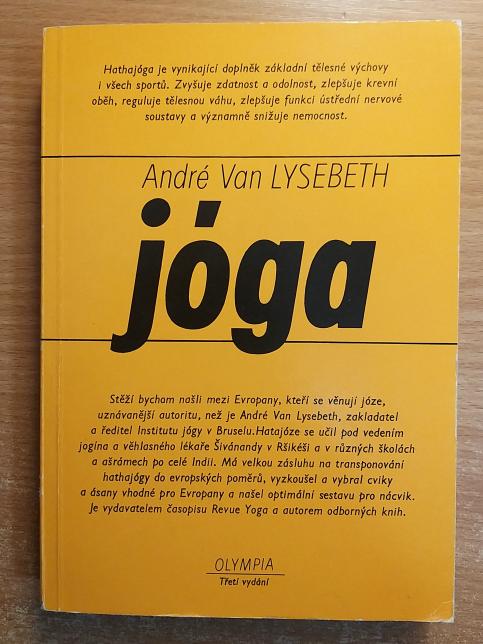 Hathajóga je vynikající doplněk základní tělesné výchovy
i všech sportů. Zvyšuje zdatnost a odolnost, zlepšuje krevní
oběh, reguluje tělesnou váhu, zlepšuje funkci ústřední nervové
soustavy a významně snižuje nemocnost.
André Van LYSEBETH
jóga
Stěží bychom našli mezi Evropany, kteří se věnují józe,
uznávanější autoritu, než je André Van Lysebeth, zakladatel
a ředitel Institutu jógy v Bruselu.Hatajóze se učil pod vedením
jogína a věhlasného lékaře Šivánandy v Ršikéši a v různých školách
a ašrámech po celé Indii. Má velkou zásluhu na transponování
hathajógy do evropských poměrů, vyzkoušel a vybral cviky
a ásany vhodné pro Evropany a našel optimální sestavu pro nácvik.
Je vydavatelem časopisu Revue Yoga a autorem odborných knih.
OLYMPIA
Třetí vydání